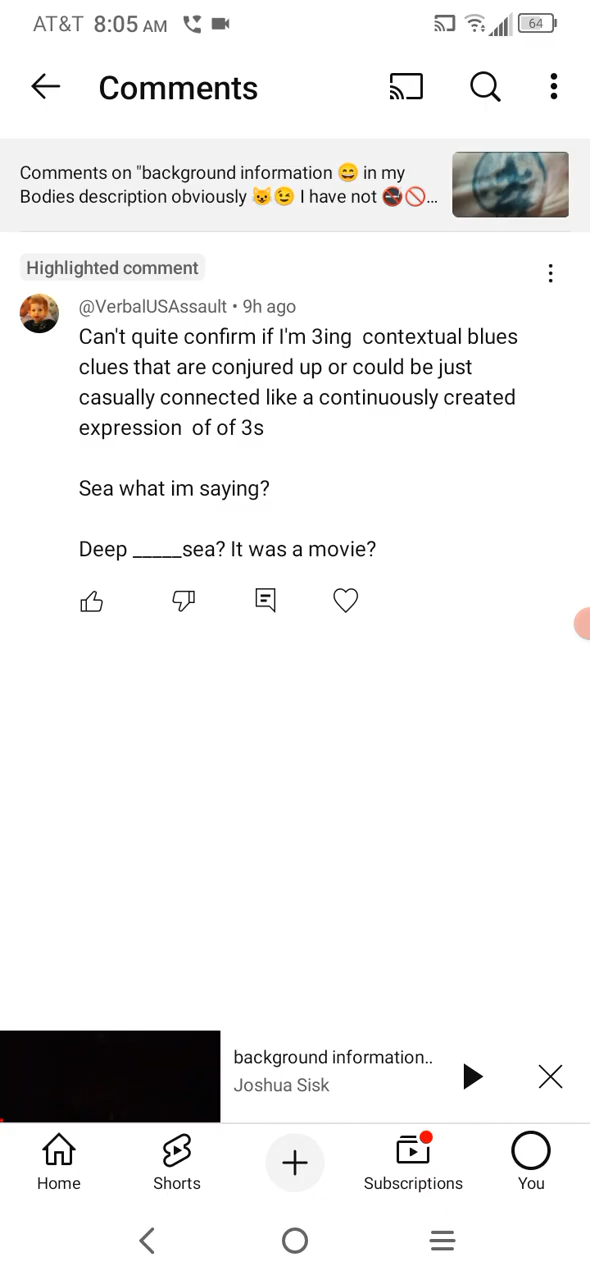 AT&T 8:05 AM 64
Comments
Comments on "background information 😄 in my
Bodies description obviously 😺😉 I have not 🚭🚫...
Highlighted comment
@VerbalUSAssault • 9h ago
Can't quite confirm if I'm 3ing  contextual blues
clues that are conjured up or could be just
casually connected like a continuously created
expression  of of 3s
Sea what im saying?
Deep _____sea? It was a movie?
background information..
Joshua Sisk
Home Shorts Subscriptions You